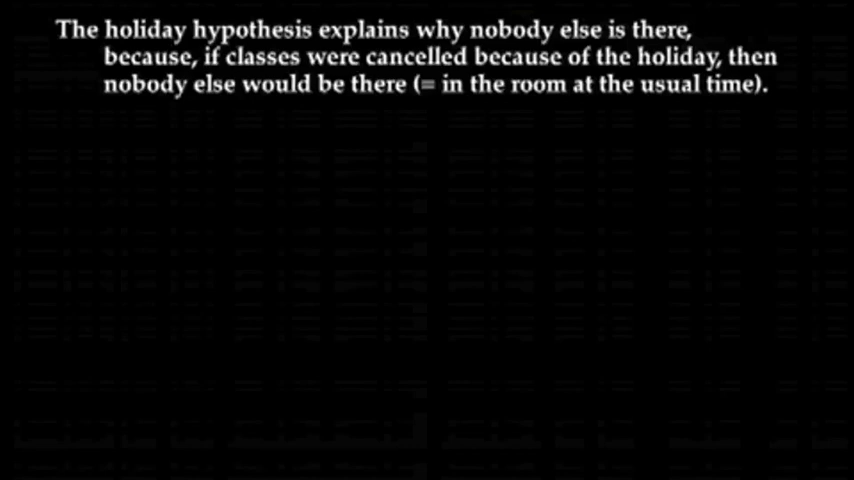 The holiday hypothesis explains why nobody else is there,
because, if classes were cancelled because of the holiday, then
nobody else would be there (= in the room at the usual time).